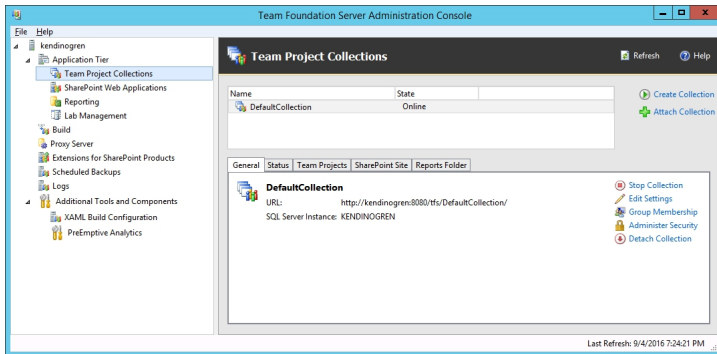 Team Foundation Server Administration Console
File Help
kendinogren
Application Tier
Team Project Collections
SharePoint Web Applications
Reporting
Lab Management
Build
Proxy Server
Extensions for SharePoint Products
Scheduled Backups
Logs
Additional Tools and Components
XAML Build Configuration
PreEmptive Analytics
Team Project Collections
Refresh Help
Name State
DefaultCollection Online
Create Collection
Attach Collection
General Status Team Projects SharePoint Site Reports Folder
DefaultCollection
URL: http://kendinogren:8080/tfs/DefaultCollection/
SQL Server Instance: KENDINOGREN
Stop Collection
Edit Settings
Group Membership
Administer Security
Detach Collection
Last Refresh: 9/4/2016 7:24:21 PM